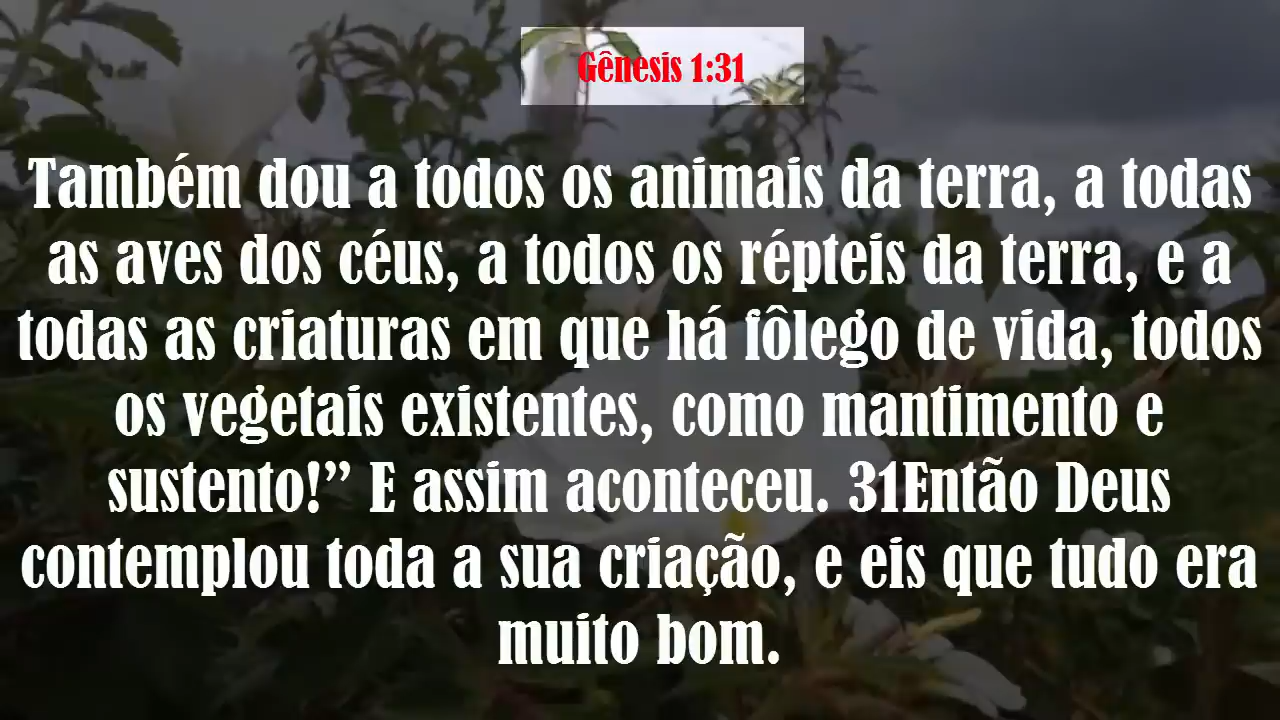 Gênesis 1:31
Também dou a todos os animais da terra, a todas
as aves dos céus, a todos os répteis da terra, e a
todas as criaturas em que há fôlego de vida, todos
os vegetais existentes, como mantimento e
sustento!” E assim aconteceu. 31Então Deus
contemplou toda a sua criação, e eis que tudo era
muito bom.